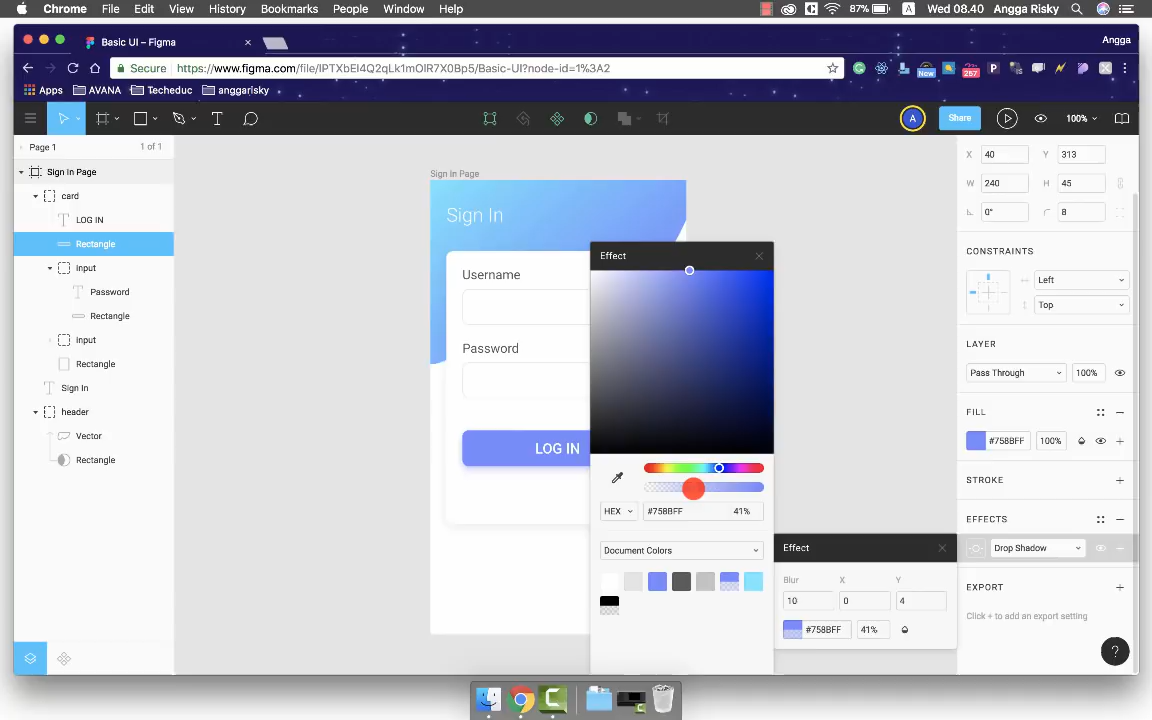 Chrome File Edit View History Bookmarks People Window Help 87% A Wed 08.40 Angga Risky
Basic UI – Figma Angga
Secure https://www.figma.com/file/IPTXbEl4Q2qLk1mOlR7X0Bp5/Basic-UI?node-id=1%3A2 Now 267 P
Apps AVANA Techeduc anggarisky
T A Share 100%
Page 1 1 of 1
Sign In Page
card
LOG IN
Rectangle
Input
Password
Rectangle
Input
Rectangle
Sign In
header
Vector
Rectangle
Sign In Page
Sign In
Username
Password
LOG IN
Effect
HEX #758BFF 41%
Document Colors
Effect
Blur X Y
10 0 4
#758BFF 41%
X 40 Y 313
W 240 H 45
0° 8
CONSTRAINTS
Left
Top
LAYER
Pass Through 100%
FILL
#758BFF 100%
STROKE
EFFECTS
Drop Shadow
EXPORT
Click + to add an export setting
?